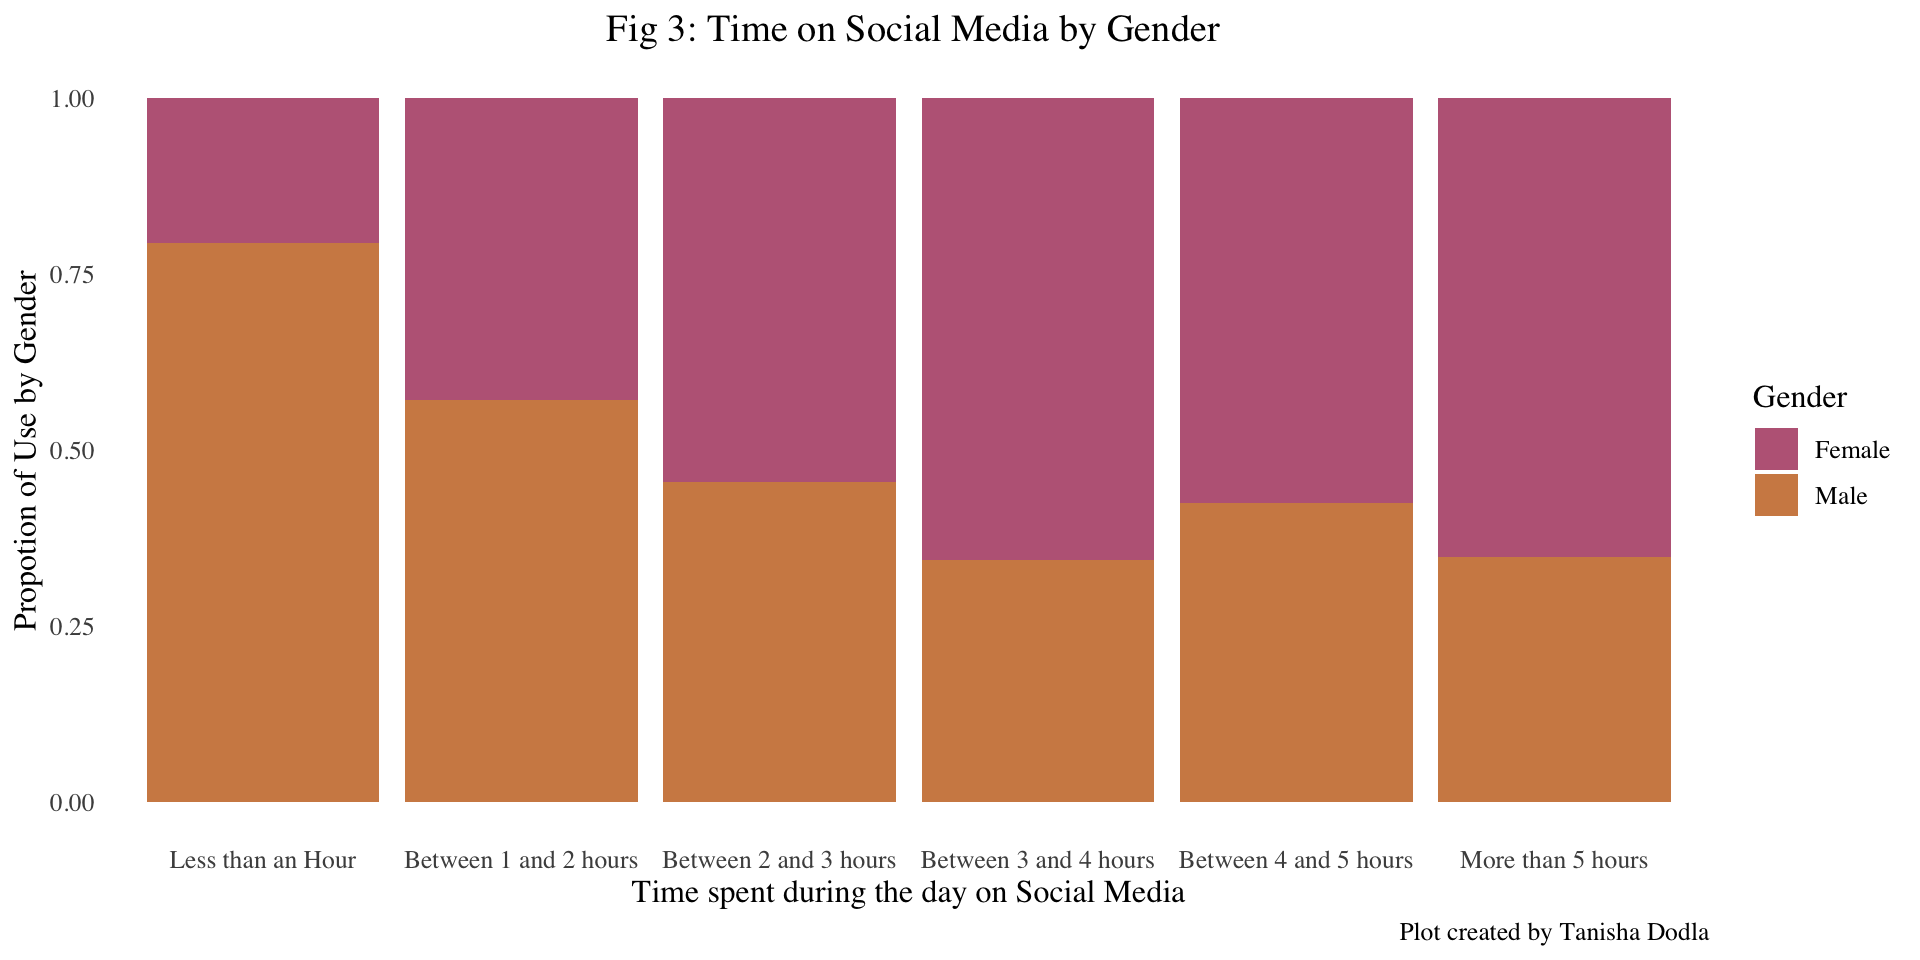 Fig 3: Time on Social Media by Gender
1.00
0.75
0.50
0.25
0.00
Propotion of Use by Gender
Less than an Hour Between 1 and 2 hours Between 2 and 3 hours Between 3 and 4 hours Between 4 and 5 hours More than 5 hours
Time spent during the day on Social Media
Gender
Female
Male
Plot created by Tanisha Dodla